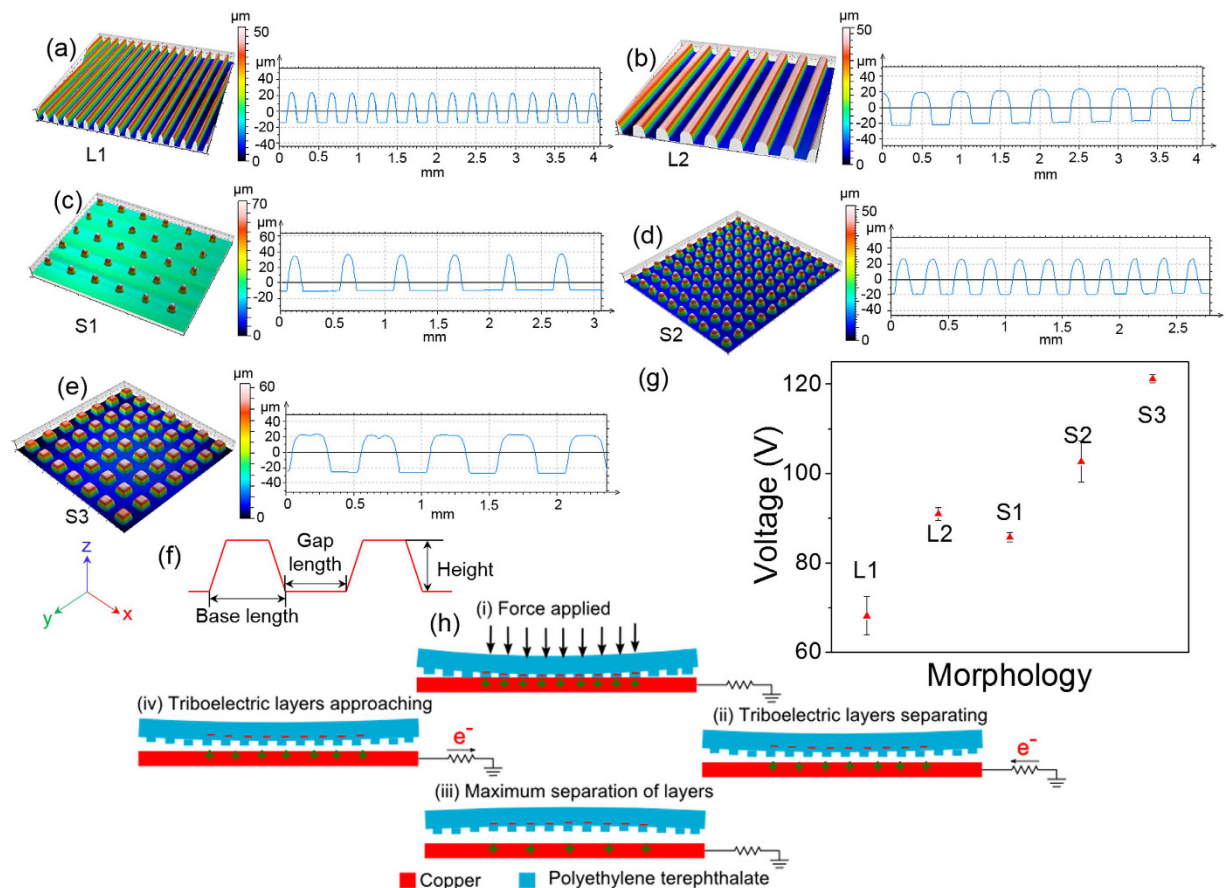 (a)
µm
50
0
L1
40
20
0
-20
-40
0 0.5 1 1.5 2 2.5 3 3.5 4
mm
(b)
µm
50
0
L2
40
20
0
-20
-40
0 0.5 1 1.5 2 2.5 3 3.5 4
mm
(c)
µm
70
0
S1
60
40
20
0
-20
0 0.5 1 1.5 2 2.5 3
mm
(d)
µm
50
0
S2
40
20
0
-20
-40
0 0.5 1 1.5 2 2.5
mm
(e)
µm
60
0
S3
40
20
0
-20
-40
0 0.5 1 1.5 2
mm
z
y
x
(f)
Gap
length
Height
Base length
(g)
Voltage (V)
120
100
80
60
L1
L2
S1
S2
S3
Morphology
(h)
(i) Force applied
+ + + + + + + + +
(iv) Triboelectric layers approaching
e-
+ + + + + + +
(ii) Triboelectric layers separating
e-
+ + + + + + +
(iii) Maximum separation of layers
+ + + + +
Copper
Polyethylene terephthalate